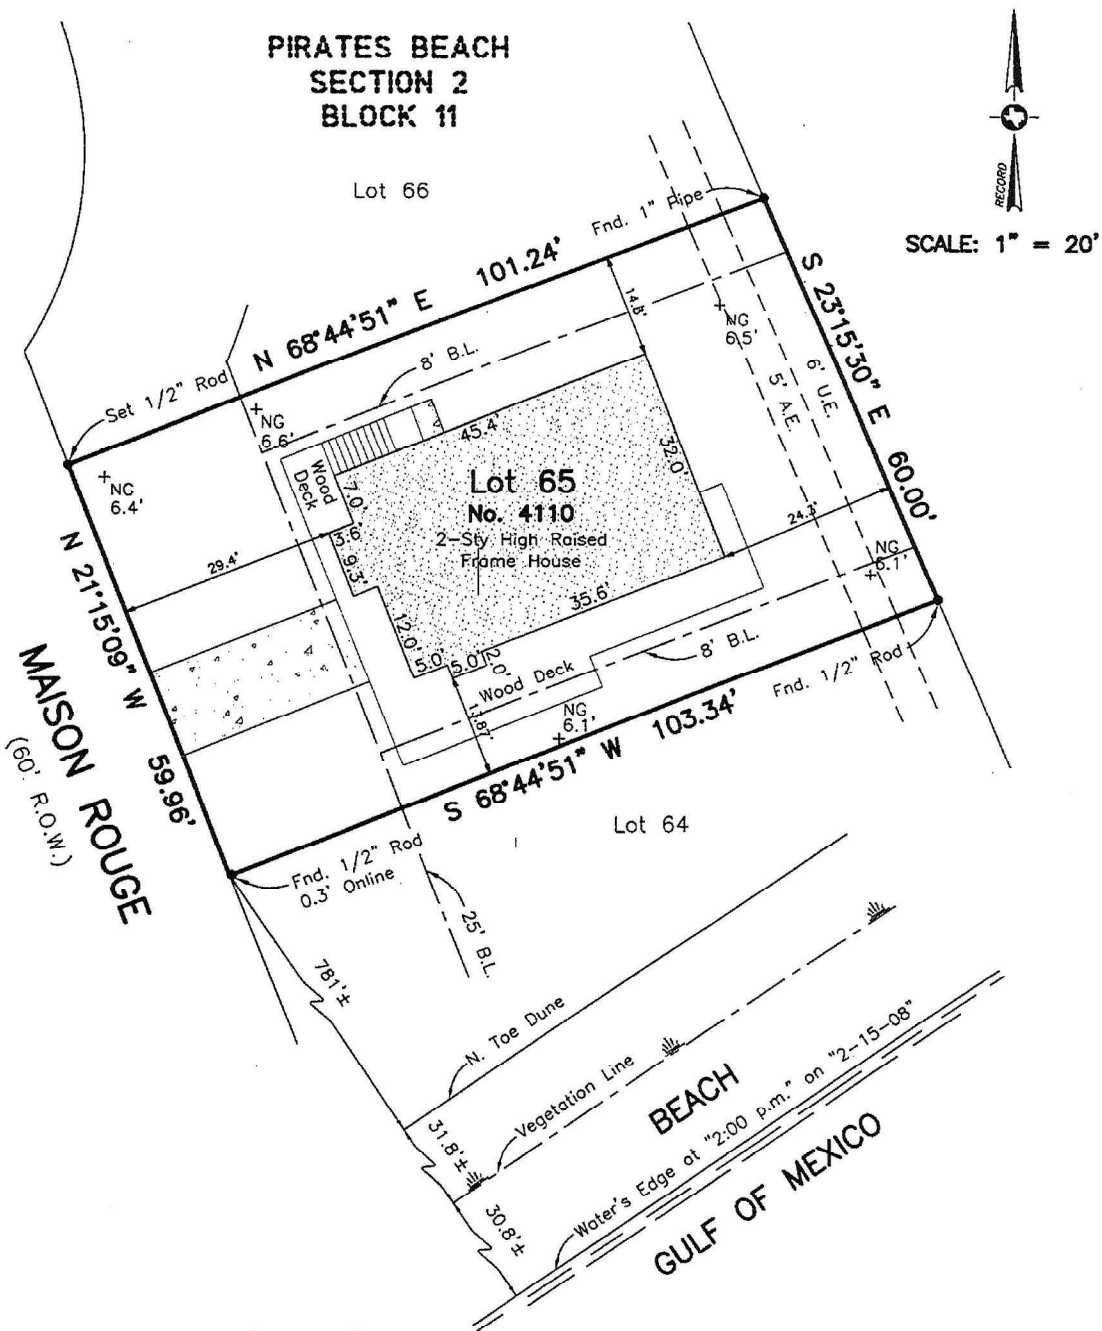 PIRATES BEACH
SECTION 2
BLOCK 11
Lot 66
RECORD
SCALE: 1" = 20'
Fnd. 1" Pipe
N 68°44'51" E 101.24'
Set 1/2" Rod
8' B.L.
14.8'
S 23°15'30" E 60.00'
NG
6.5'
6' U.E.
5' A.E.
NG
6.6'
NG
6.4'
Wood
Deck
45.4'
32.0'
7.0'
3.6'
9.3'
12.0'
5.0'
5.0'
2.0'
35.6'
Lot 65
No. 4110
2-Sty High Raised
Frame House
29.4'
24.3'
NG
6.1'
N 21°15'09" W 59.96'
MAISON ROUGE
(60' R.O.W.)
Wood Deck
8' B.L.
NG
6.1'
Fnd. 1/2" Rod
S 68°44'51" W 103.34'
Lot 64
Fnd. 1/2" Rod
0.3' Online
25' B.L.
781'±
N. Toe Dune
31.8'±
Vegetation Line
30.8'±
BEACH
Water's Edge at "2:00 p.m." on "2-15-08"
GULF OF MEXICO